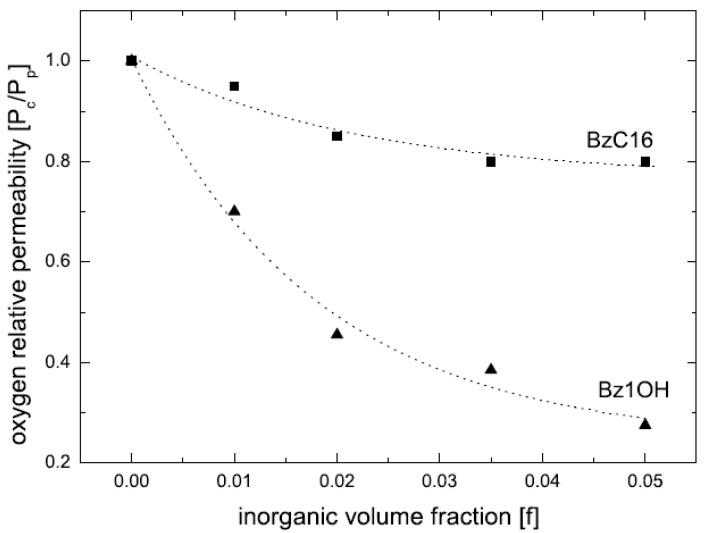 oxygen relative permeability [Pc/Pp]
1.0
0.8
0.6
0.4
0.2
BzC16
Bz1OH
0.00 0.01 0.02 0.03 0.04 0.05
inorganic volume fraction [f]